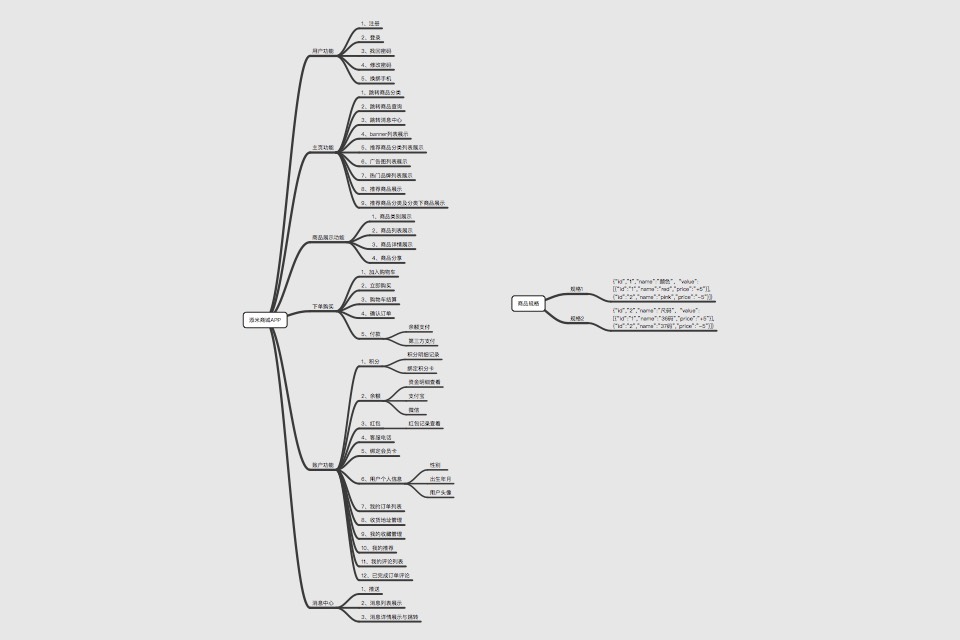 添米商城APP
用户功能
1、注册
2、登录
3、找回密码
4、修改密码
5、换绑手机
主页功能
1、跳转商品分类
2、跳转商品查询
3、跳转消息中心
4、banner列表展示
5、推荐商品分类列表展示
6、广告图列表展示
7、热门品牌列表展示
8、推荐商品展示
9、推荐商品分类及分类下商品展示
商品展示功能
1、商品类别展示
2、商品列表展示
3、商品详情展示
4、商品分享
下单购买
1、加入购物车
2、立即购买
3、购物车结算
4、确认订单
5、付款
余额支付
第三方支付
账户功能
1、积分
积分明细记录
绑定积分卡
2、余额
资金明细查看
支付宝
微信
3、红包
红包记录查看
4、客服电话
5、绑定会员卡
6、用户个人信息
性别
出生年月
用户头像
7、我的订单列表
8、收货地址管理
9、我的收藏管理
10、我的推荐
11、我的评论列表
12、已完成订单评论
消息中心
1、推送
2、消息列表展示
3、消息详情展示与跳转
商品规格
规格1
{"id","1","name":"颜色", "value":
[{"id":"1","name":"red","price":"+5"},
{"id":"2","name":"pink","price":"-5"}]}
规格2
{"id","2","name":"尺码", "value":
[{"id":"1","name":"36码","price":"+5"},
{"id":"2","name":"37码","price":"-5"}]}